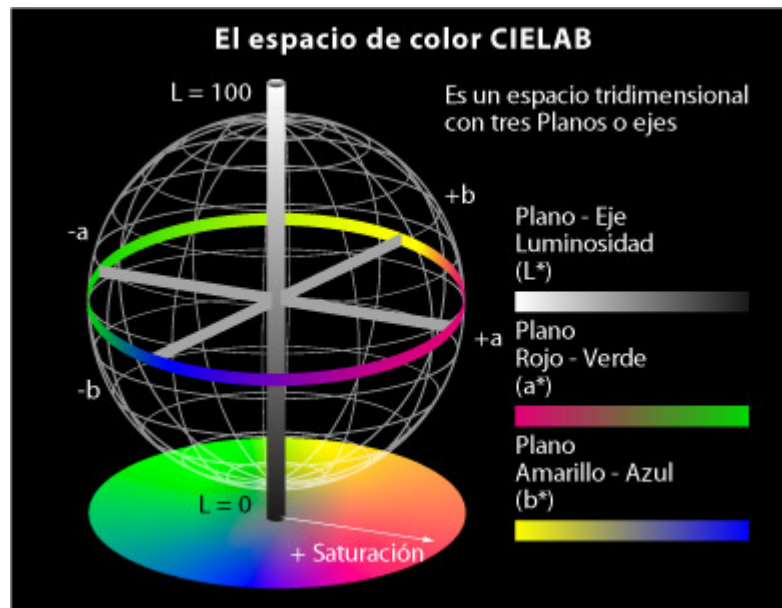 El espacio de color CIELAB
L = 100
Es un espacio tridimensional
con tres Planos o ejes
+b
-a
Plano - Eje
Luminosidad
(L*)
+a
Plano
Rojo - Verde
(a*)
-b
Plano
Amarillo - Azul
(b*)
L = 0
+ Saturación